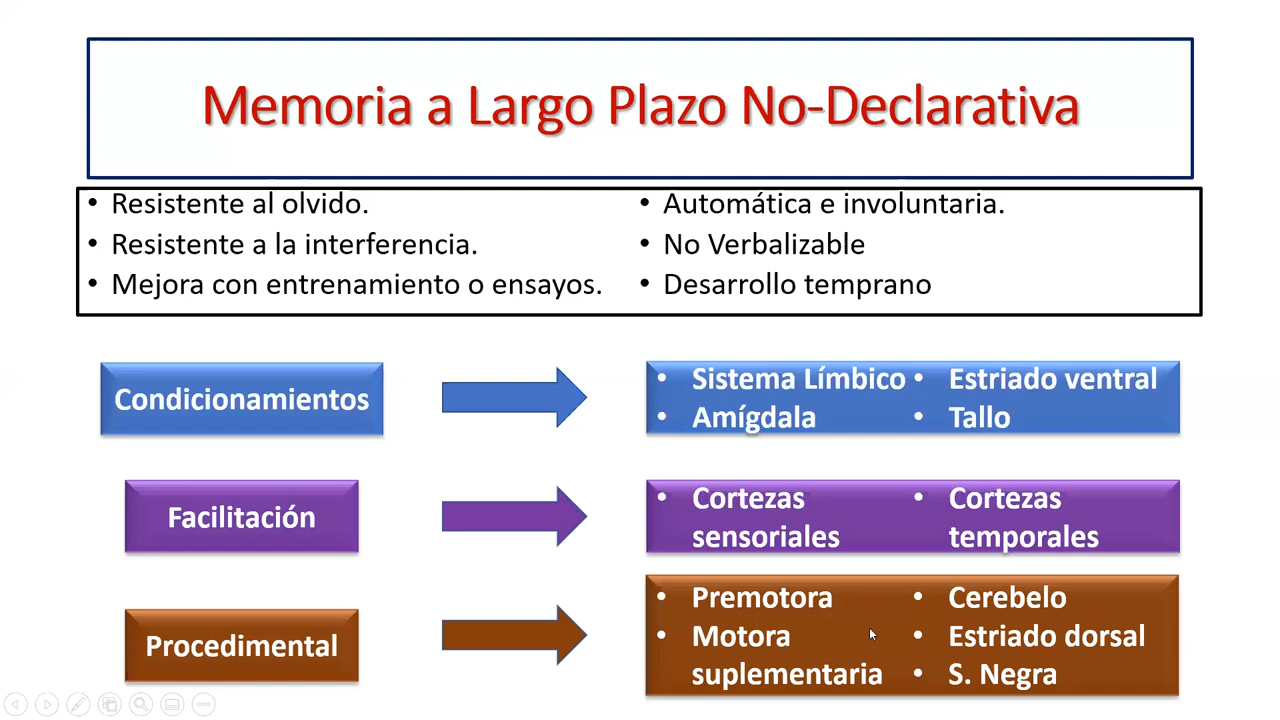 Memoria a Largo Plazo No-Declarativa
• Resistente al olvido.
• Resistente a la interferencia.
• Mejora con entrenamiento o ensayos.
• Automática e involuntaria.
• No Verbalizable
• Desarrollo temprano
Condicionamientos
• Sistema Límbico
• Amígdala
• Estriado ventral
• Tallo
Facilitación
• Cortezas
sensoriales
• Cortezas
temporales
Procedimental
• Premotora
• Motora
suplementaria
• Cerebelo
• Estriado dorsal
• S. Negra